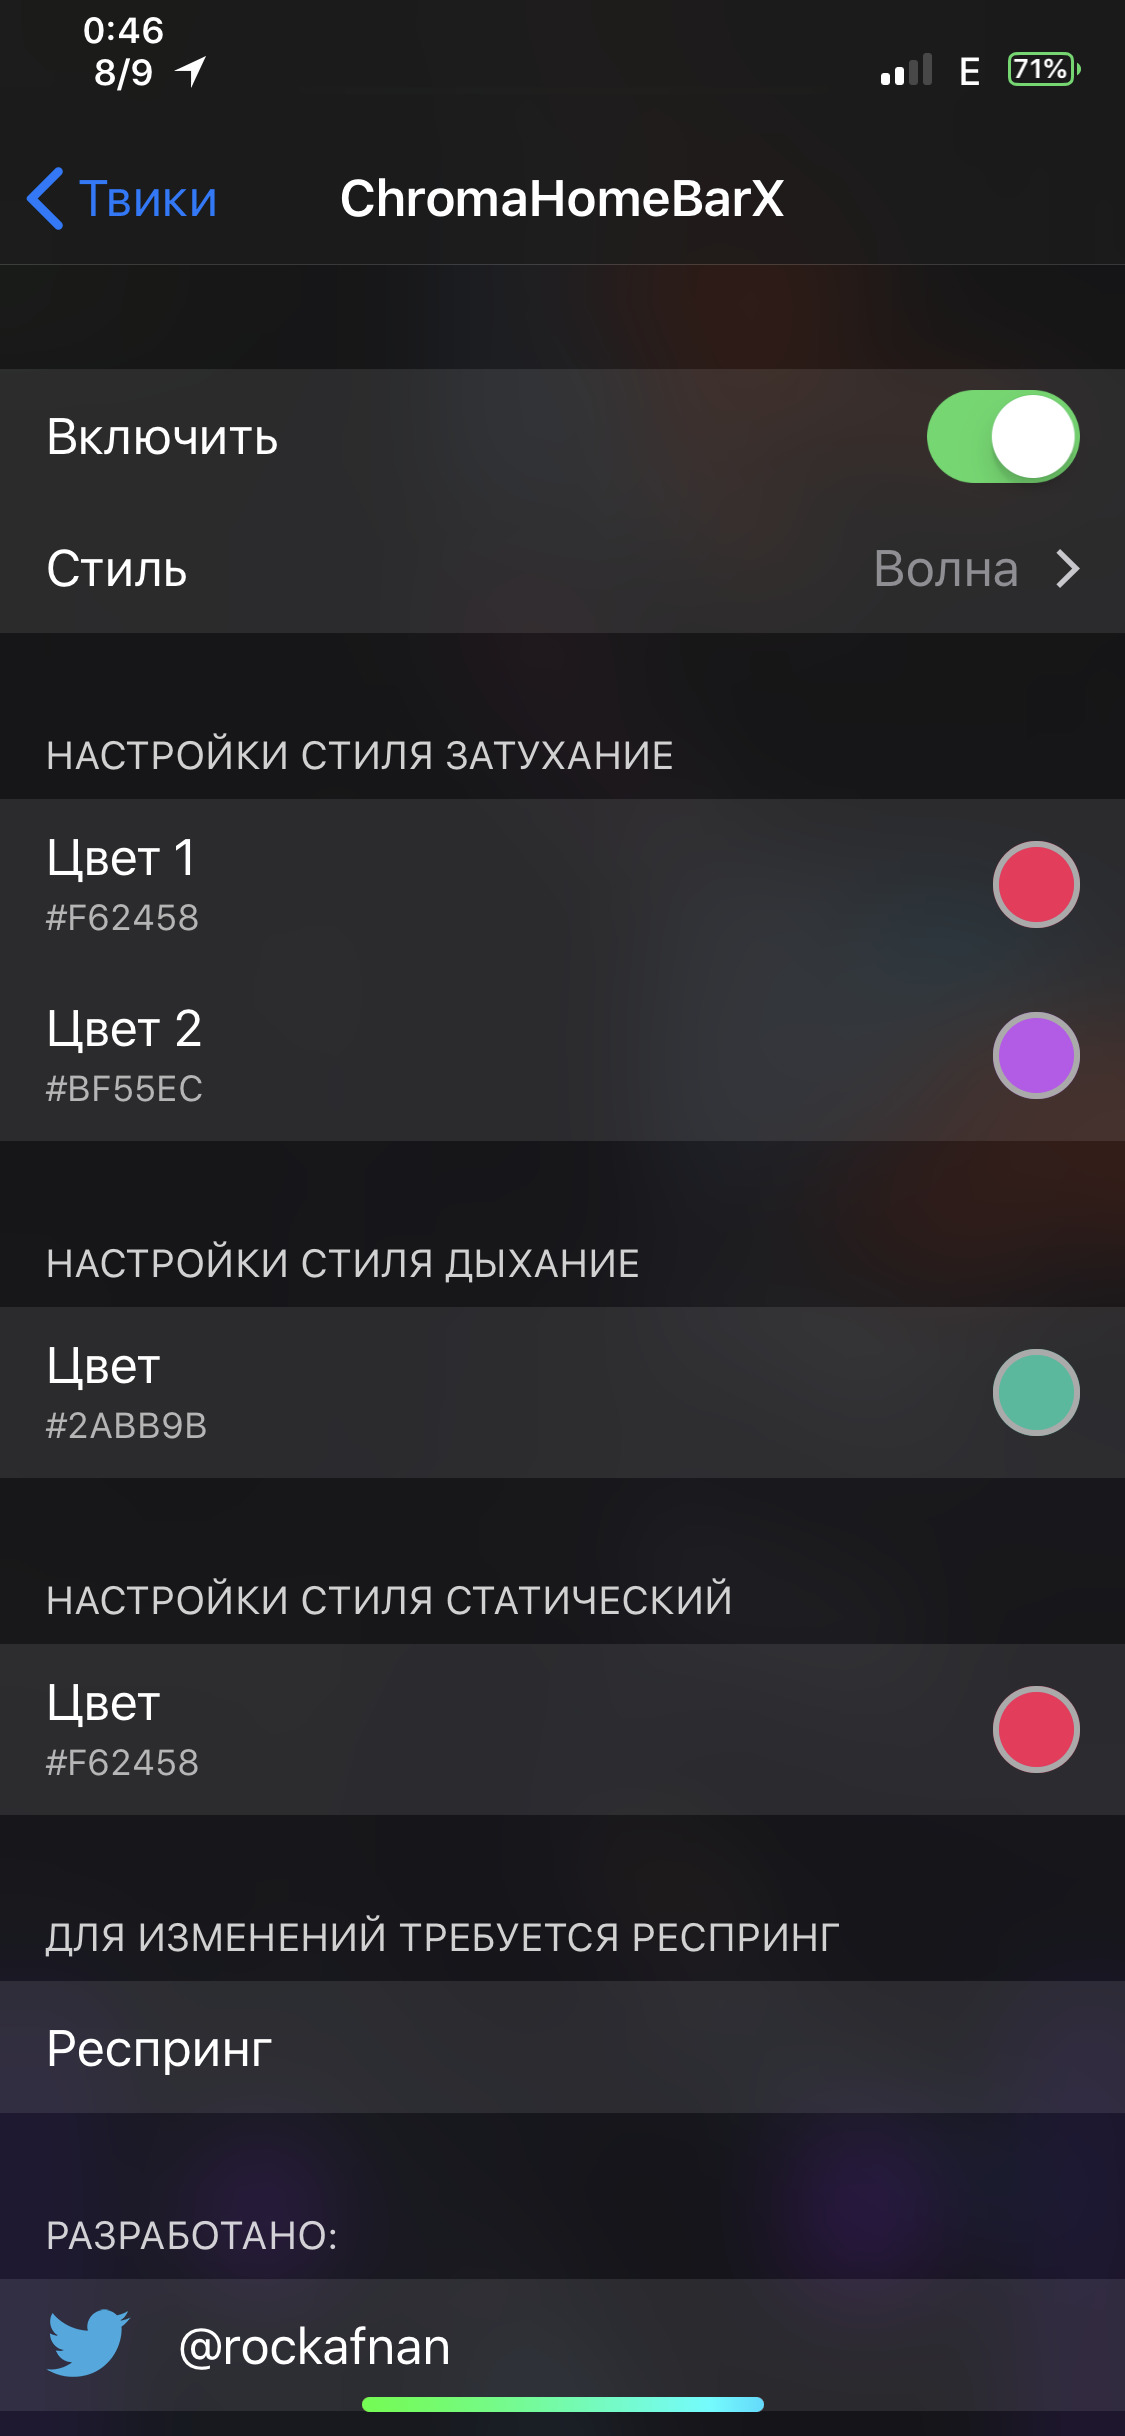 0:46
8/9
E 71%
Твики ChromaHomeBarX
Включить
Стиль Волна
НАСТРОЙКИ СТИЛЯ ЗАТУХАНИЕ
Цвет 1
#F62458
Цвет 2
#BF55EC
НАСТРОЙКИ СТИЛЯ ДЫХАНИЕ
Цвет
#2ABB9B
НАСТРОЙКИ СТИЛЯ СТАТИЧЕСКИЙ
Цвет
#F62458
ДЛЯ ИЗМЕНЕНИЙ ТРЕБУЕТСЯ РЕСПРИНГ
Респринг
РАЗРАБОТАНО:
@rockafnan